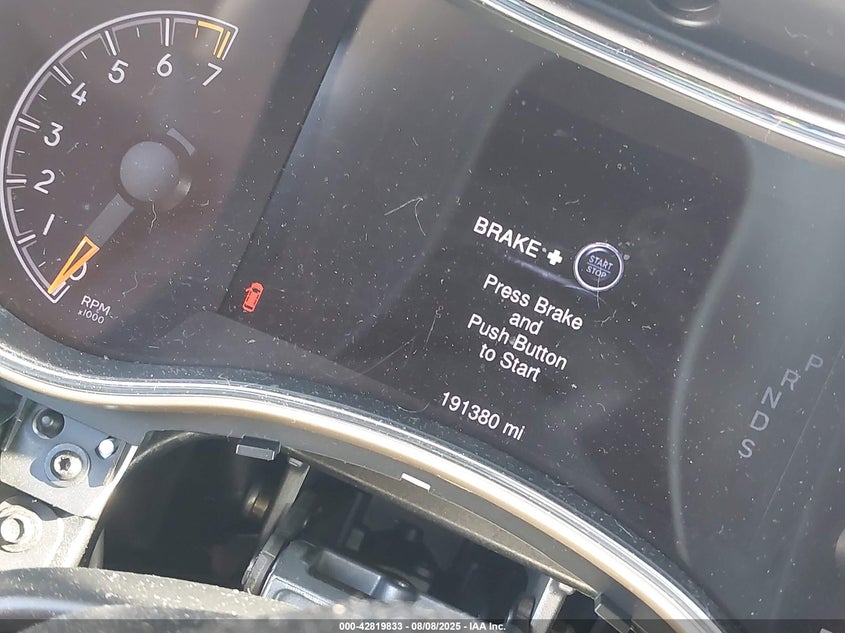 7
6
5
4
3
2
1
0
RPM
x1000
BRAKE +
START
STOP
Press Brake
and
Push Button
to Start
191380 mi
P
R
N
D
S
000-42819833 - 08/08/2025 - IAA Inc.